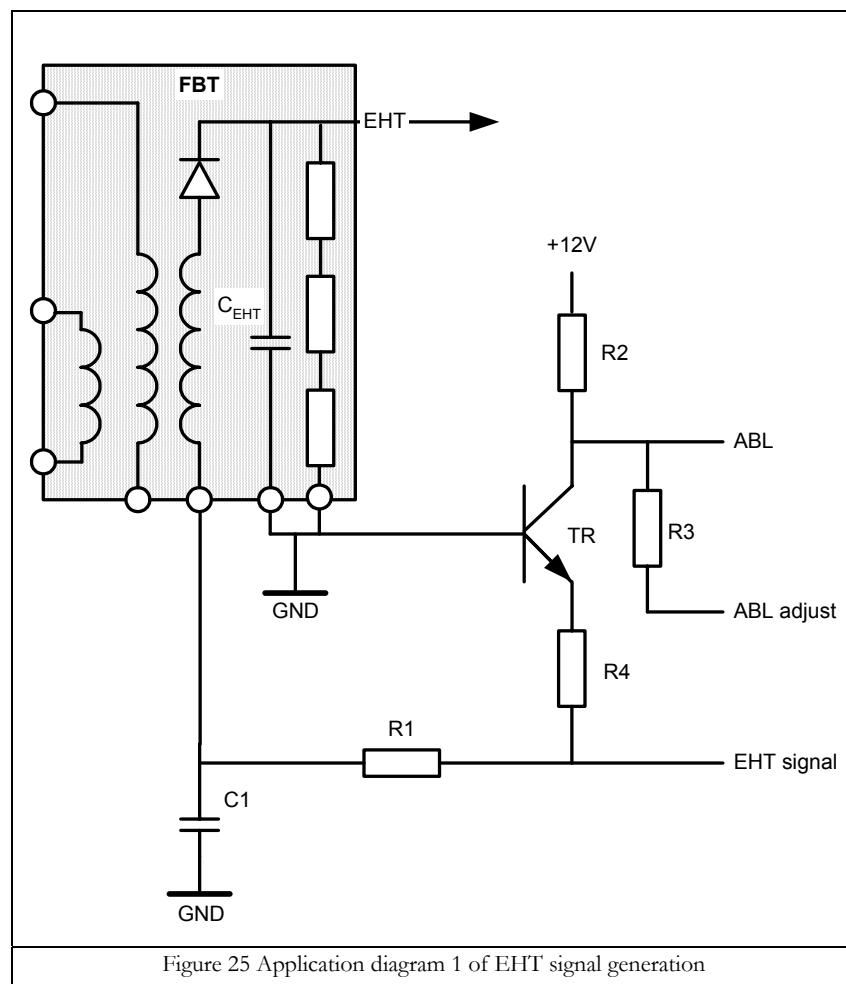 FBT
EHT
+12V
C_EHT
R2
ABL
TR
R3
GND
ABL adjust
R4
R1
EHT signal
C1
GND
Figure 25 Application diagram 1 of EHT signal generation